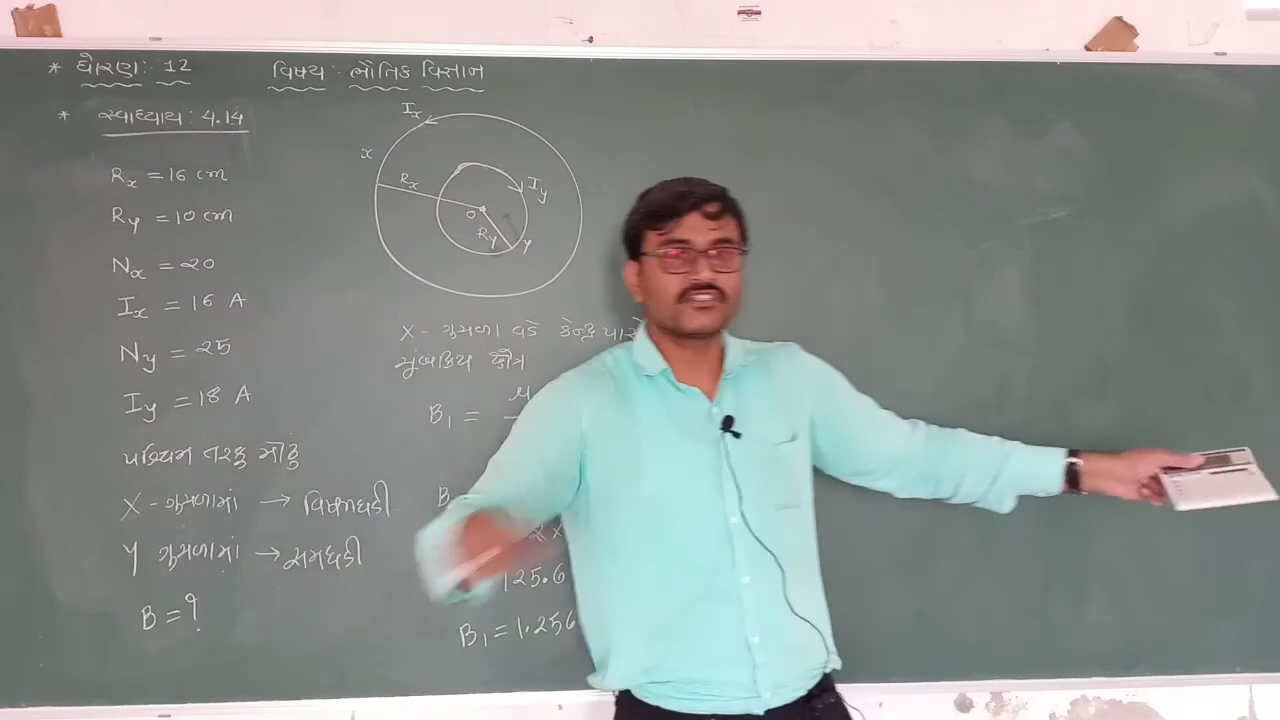 * ધોરણ:- 12
વિષય:- ભૌતિક વિજ્ઞાન
* સ્વાધ્યાય: 4.14
Rx = 16 cm
Ry = 10 cm
Nx = 20
Ix = 16 A
Ny = 25
Iy = 18 A
પશ્ચિમ તરફ મોઢું
X - ગૂંચળામાં → વિષમઘડી
Y ગૂંચળામાં → સમઘડી
B = ?
Ix
x
Rx
Iy
O
Ry
y
X - ગૂંચળા વડે કેન્દ્ર પાસે
ચુંબકિય ક્ષેત્ર
B1 =
B
2 ×
125.6
B1 = 1.256